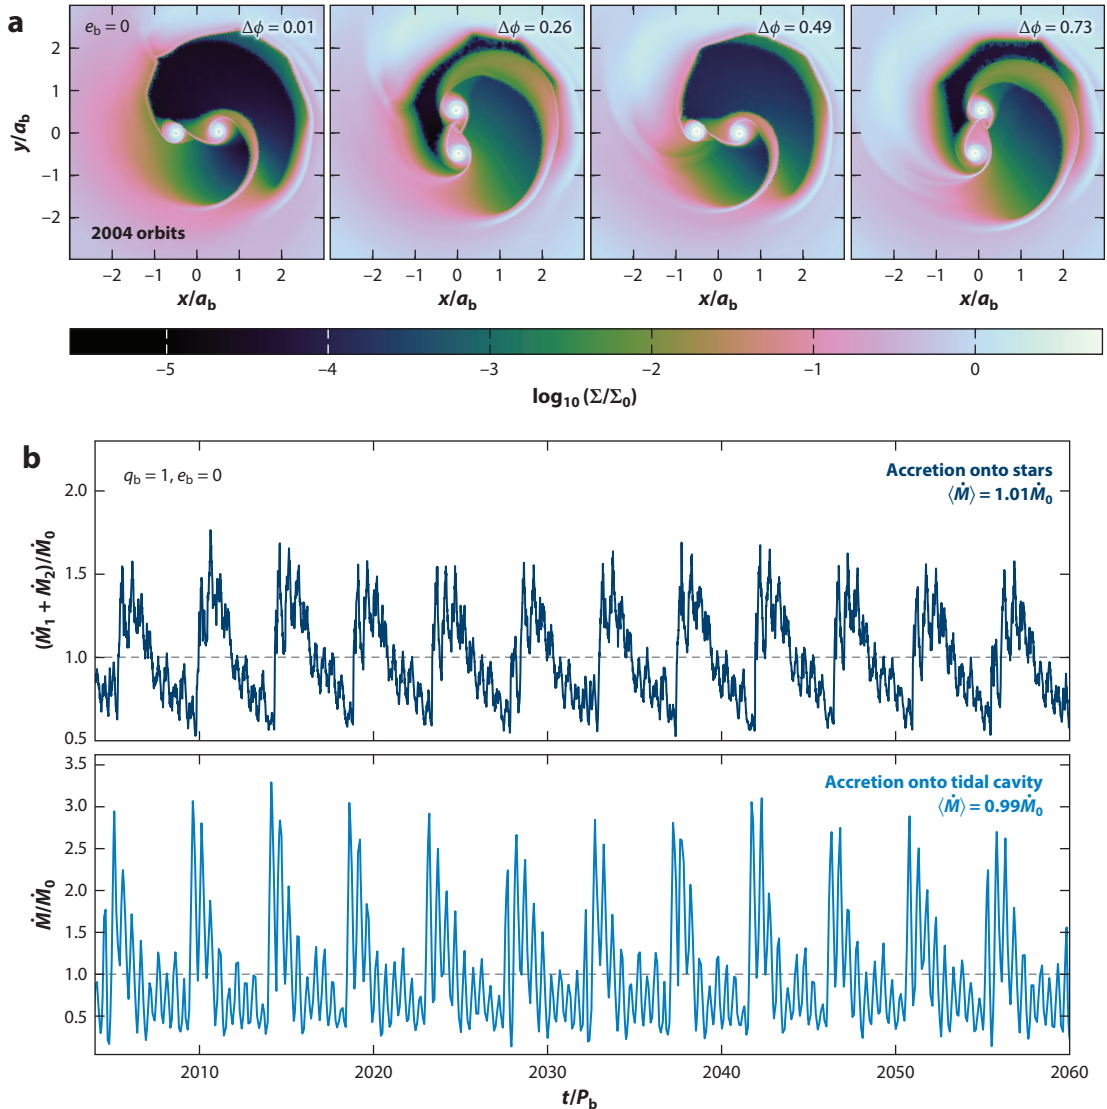 a
e_b = 0
Δϕ = 0.01
Δϕ = 0.26
Δϕ = 0.49
Δϕ = 0.73
2
1
0
−1
−2
y/a_b
2004 orbits
−2 −1 0 1 2
−2 −1 0 1 2
−2 −1 0 1 2
−2 −1 0 1 2
x/a_b
x/a_b
x/a_b
x/a_b
−5 −4 −3 −2 −1 0
log₁₀ (Σ/Σ₀)
b
q_b = 1, e_b = 0
Accretion onto stars
⟨Ṁ⟩ = 1.01Ṁ₀
2.0
1.5
1.0
0.5
(Ṁ₁ + Ṁ₂)/Ṁ₀
Accretion onto tidal cavity
⟨Ṁ⟩ = 0.99Ṁ₀
3.5
3.0
2.5
2.0
1.5
1.0
0.5
Ṁ/Ṁ₀
2010 2020 2030 2040 2050 2060
t/P_b